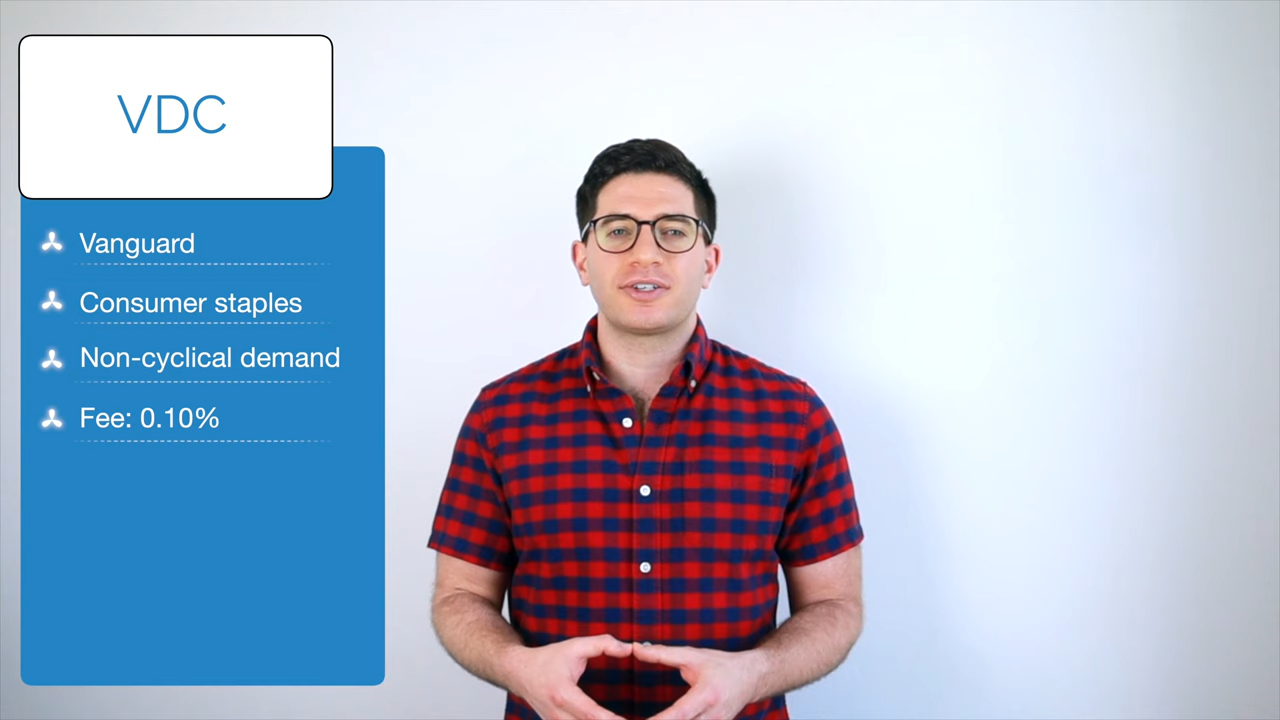 VDC
Vanguard
Consumer staples
Non-cyclical demand
Fee: 0.10%